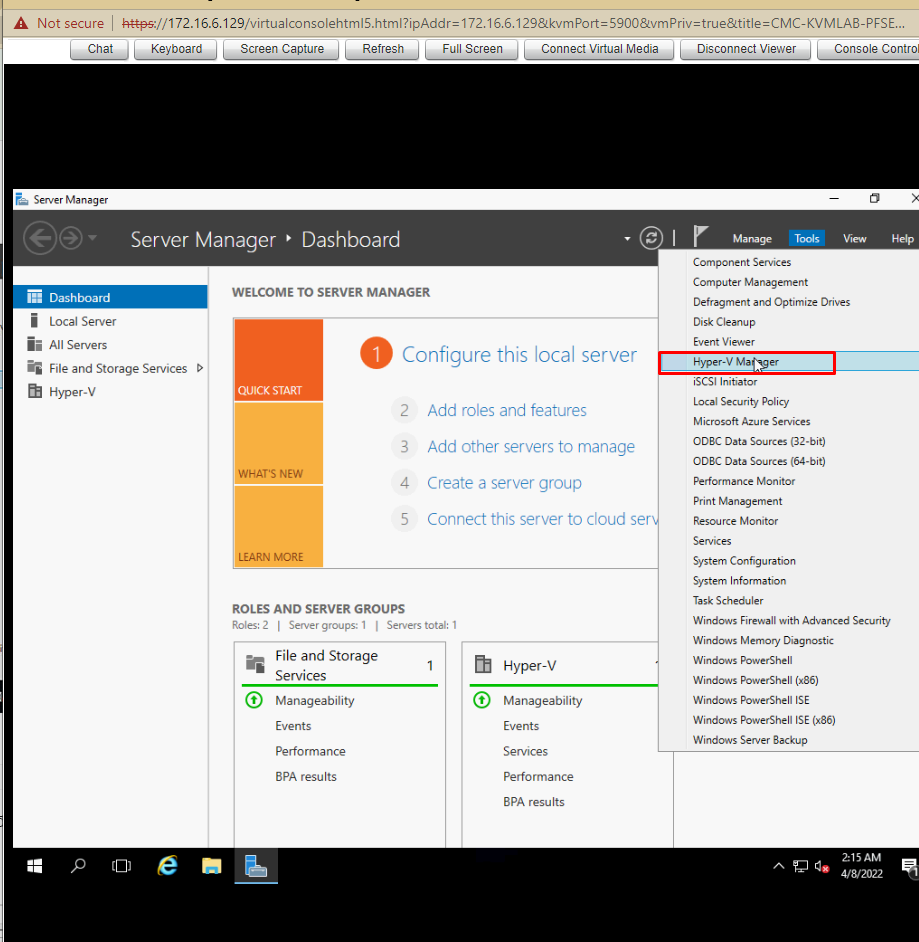 Not secure https://172.16.6.129/virtualconsolehtml5.html?ipAddr=172.16.6.129&kvmPort=5900&vmPriv=true&title=CMC-KVMLAB-PFSE...
Chat Keyboard Screen Capture Refresh Full Screen Connect Virtual Media Disconnect Viewer Console Control
Server Manager
Server Manager Dashboard
Manage Tools View Help
Dashboard
Local Server
All Servers
File and Storage Services
Hyper-V
WELCOME TO SERVER MANAGER
QUICK START
WHAT'S NEW
LEARN MORE
1 Configure this local server
2 Add roles and features
3 Add other servers to manage
4 Create a server group
5 Connect this server to cloud serv
ROLES AND SERVER GROUPS
Roles: 2 | Server groups: 1 | Servers total: 1
File and Storage
Services
1
Manageability
Events
Performance
BPA results
Hyper-V
Manageability
Events
Services
Performance
BPA results
Component Services
Computer Management
Defragment and Optimize Drives
Disk Cleanup
Event Viewer
Hyper-V Manager
iSCSI Initiator
Local Security Policy
Microsoft Azure Services
ODBC Data Sources (32-bit)
ODBC Data Sources (64-bit)
Performance Monitor
Print Management
Resource Monitor
Services
System Configuration
System Information
Task Scheduler
Windows Firewall with Advanced Security
Windows Memory Diagnostic
Windows PowerShell
Windows PowerShell (x86)
Windows PowerShell ISE
Windows PowerShell ISE (x86)
Windows Server Backup
2:15 AM
4/8/2022